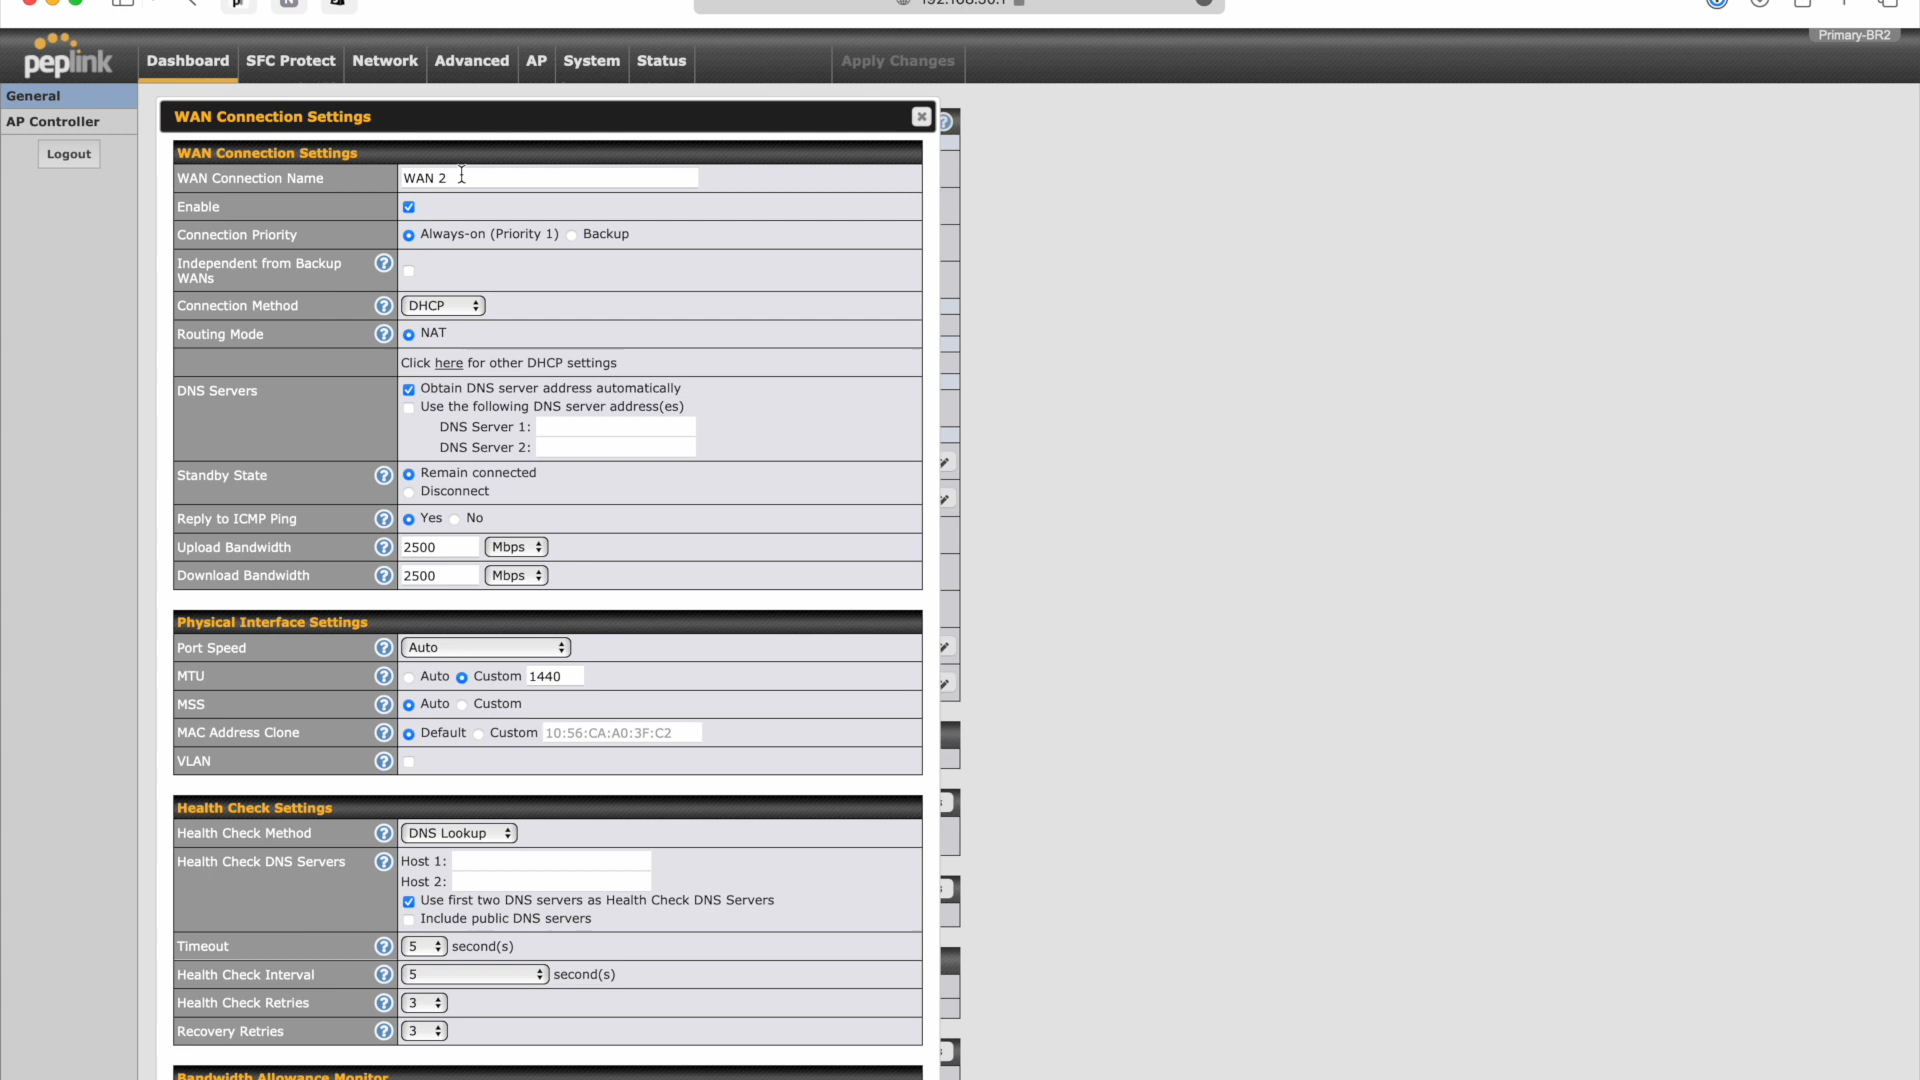 Primary-BR2
peplink
Dashboard
SFC Protect
Network
Advanced
AP
System
Status
Apply Changes
General
AP Controller
Logout
WAN Connection Settings
WAN Connection Settings
WAN Connection Name
WAN 2
Enable
Connection Priority
Always-on (Priority 1)
Backup
Independent from Backup
WANs
Connection Method
DHCP
Routing Mode
NAT
Click here for other DHCP settings
DNS Servers
Obtain DNS server address automatically
Use the following DNS server address(es)
DNS Server 1:
DNS Server 2:
Standby State
Remain connected
Disconnect
Reply to ICMP Ping
Yes
No
Upload Bandwidth
2500
Mbps
Download Bandwidth
2500
Mbps
Physical Interface Settings
Port Speed
Auto
MTU
Auto
Custom
1440
MSS
Auto
Custom
MAC Address Clone
Default
Custom
10:56:CA:A0:3F:C2
VLAN
Health Check Settings
Health Check Method
DNS Lookup
Health Check DNS Servers
Host 1:
Host 2:
Use first two DNS servers as Health Check DNS Servers
Include public DNS servers
Timeout
5
second(s)
Health Check Interval
5
second(s)
Health Check Retries
3
Recovery Retries
3
Bandwidth Allowance Monitor